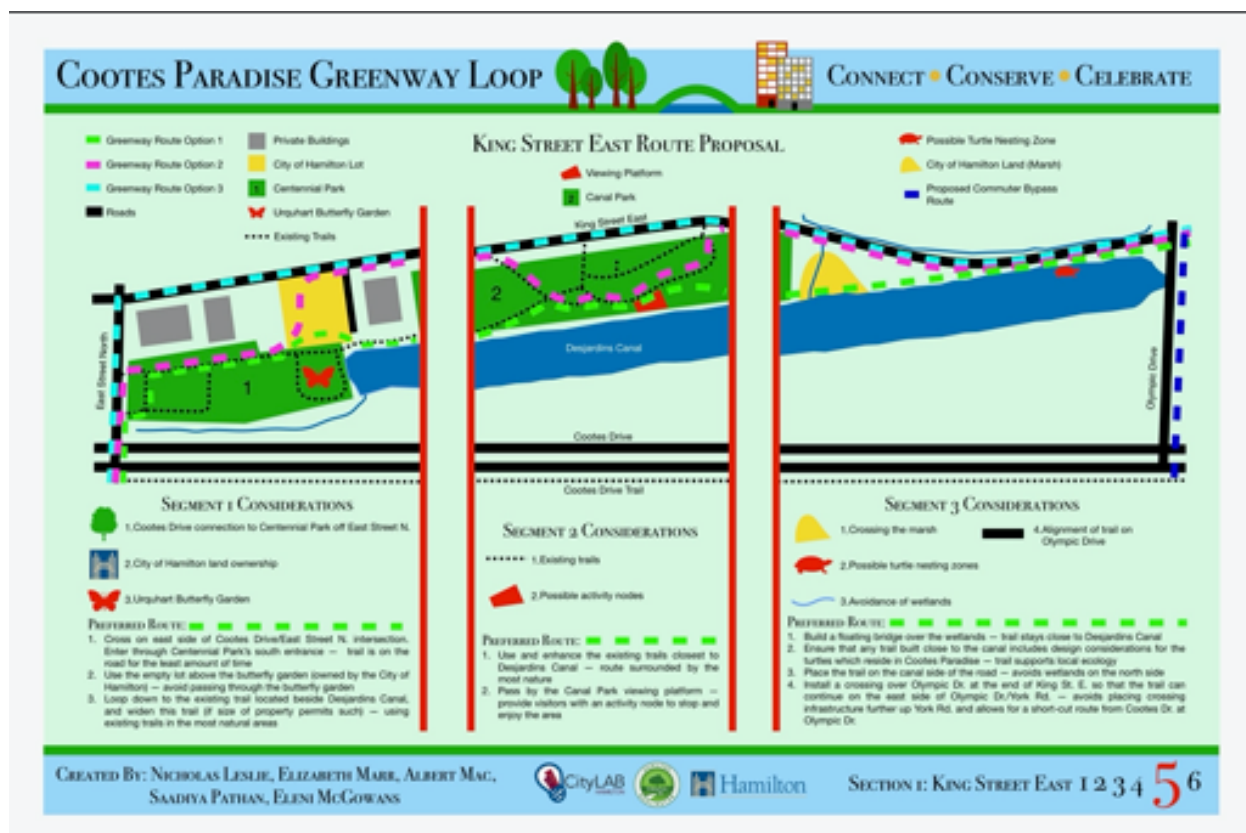 COOTES PARADISE GREENWAY LOOP
CONNECT • CONSERVE • CELEBRATE
Greenway Route Option 1
Greenway Route Option 2
Greenway Route Option 3
Roads
Private Buildings
City of Hamilton Lot
1 Centennial Park
Urquhart Butterfly Garden
Existing Trails
KING STREET EAST ROUTE PROPOSAL
Viewing Platform
2 Canal Park
Possible Turtle Nesting Zone
City of Hamilton Land (Marsh)
Proposed Commuter Bypass
Route
King Street East
East Street North
1
2
Desjardins Canal
Olympic Drive
Cootes Drive
Cootes Drive Trail
SEGMENT 1 CONSIDERATIONS
1.Cootes Drive connection to Centennial Park off East Street N.
2.City of Hamilton land ownership
3.Urquhart Butterfly Garden
PREFERRED ROUTE:
1. Cross on east side of Cootes Drive/East Street N. intersection.
Enter through Centennial Park's south entrance — trail is on the
road for the least amount of time
2. Use the empty lot above the butterfly garden (owned by the City of
Hamilton) — avoid passing through the butterfly garden
3. Loop down to the existing trail located beside Desjardins Canal,
and widen this trail (if size of property permits such) — using
existing trails in the most natural areas
SEGMENT 2 CONSIDERATIONS
1.Existing trails
2.Possible activity nodes
PREFERRED ROUTE:
1. Use and enhance the existing trails closest to
Desjardins Canal — route surrounded by the
most nature
2. Pass by the Canal Park viewing platform —
provide visitors with an activity node to stop and
enjoy the area
SEGMENT 3 CONSIDERATIONS
1.Crossing the marsh
2.Possible turtle nesting zones
3.Avoidance of wetlands
4.Alignment of trail on
Olympic Drive
PREFERRED ROUTE:
1. Build a floating bridge over the wetlands — trail stays close to Desjardins Canal
2. Ensure that any trail built close to the canal includes design considerations for the
turtles which reside in Cootes Paradise — trail supports local ecology
3. Place the trail on the canal side of the road — avoids wetlands on the north side
4. Install a crossing over Olympic Dr. at the end of King St. E. so that the trail can
continue on the east side of Olympic Dr./York Rd. — avoids placing crossing
infrastructure further up York Rd. and allows for a short-cut route from Cootes Dr. at
Olympic Dr.
CREATED BY: NICHOLAS LESLIE, ELIZABETH MARR, ALBERT MAC,
SAADIYA PATHAN, ELENI MCGOWANS
CityLAB
HAMILTON
Hamilton
SECTION 1: KING STREET EAST 1 2 3 4 5 6